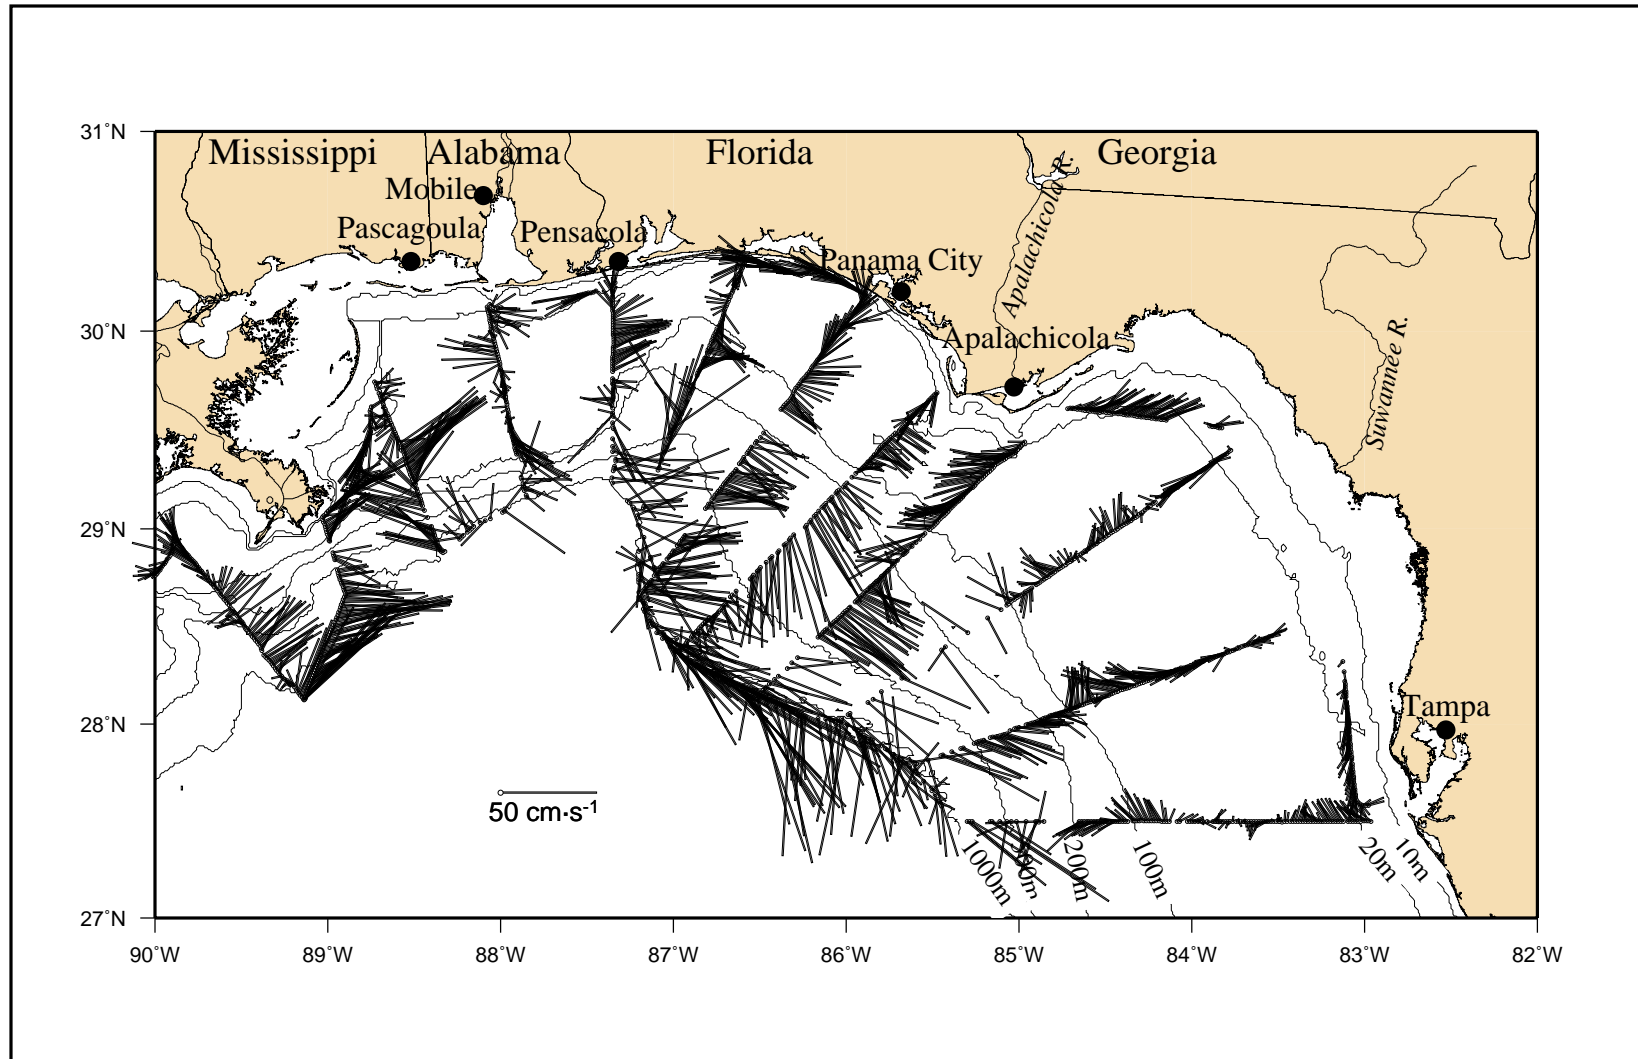 31°N
Mississippi Alabama Florida Georgia
Mobile
Apalachicola R.
Pascagoula Pensacola
Panama City
30°N
Apalachicola
Suwannee R.
29°N
28°N
Tampa
50 cm·s-1
1000m 500m 200m 100m 20m 10m
27°N
90°W 89°W 88°W 87°W 86°W 85°W 84°W 83°W 82°W